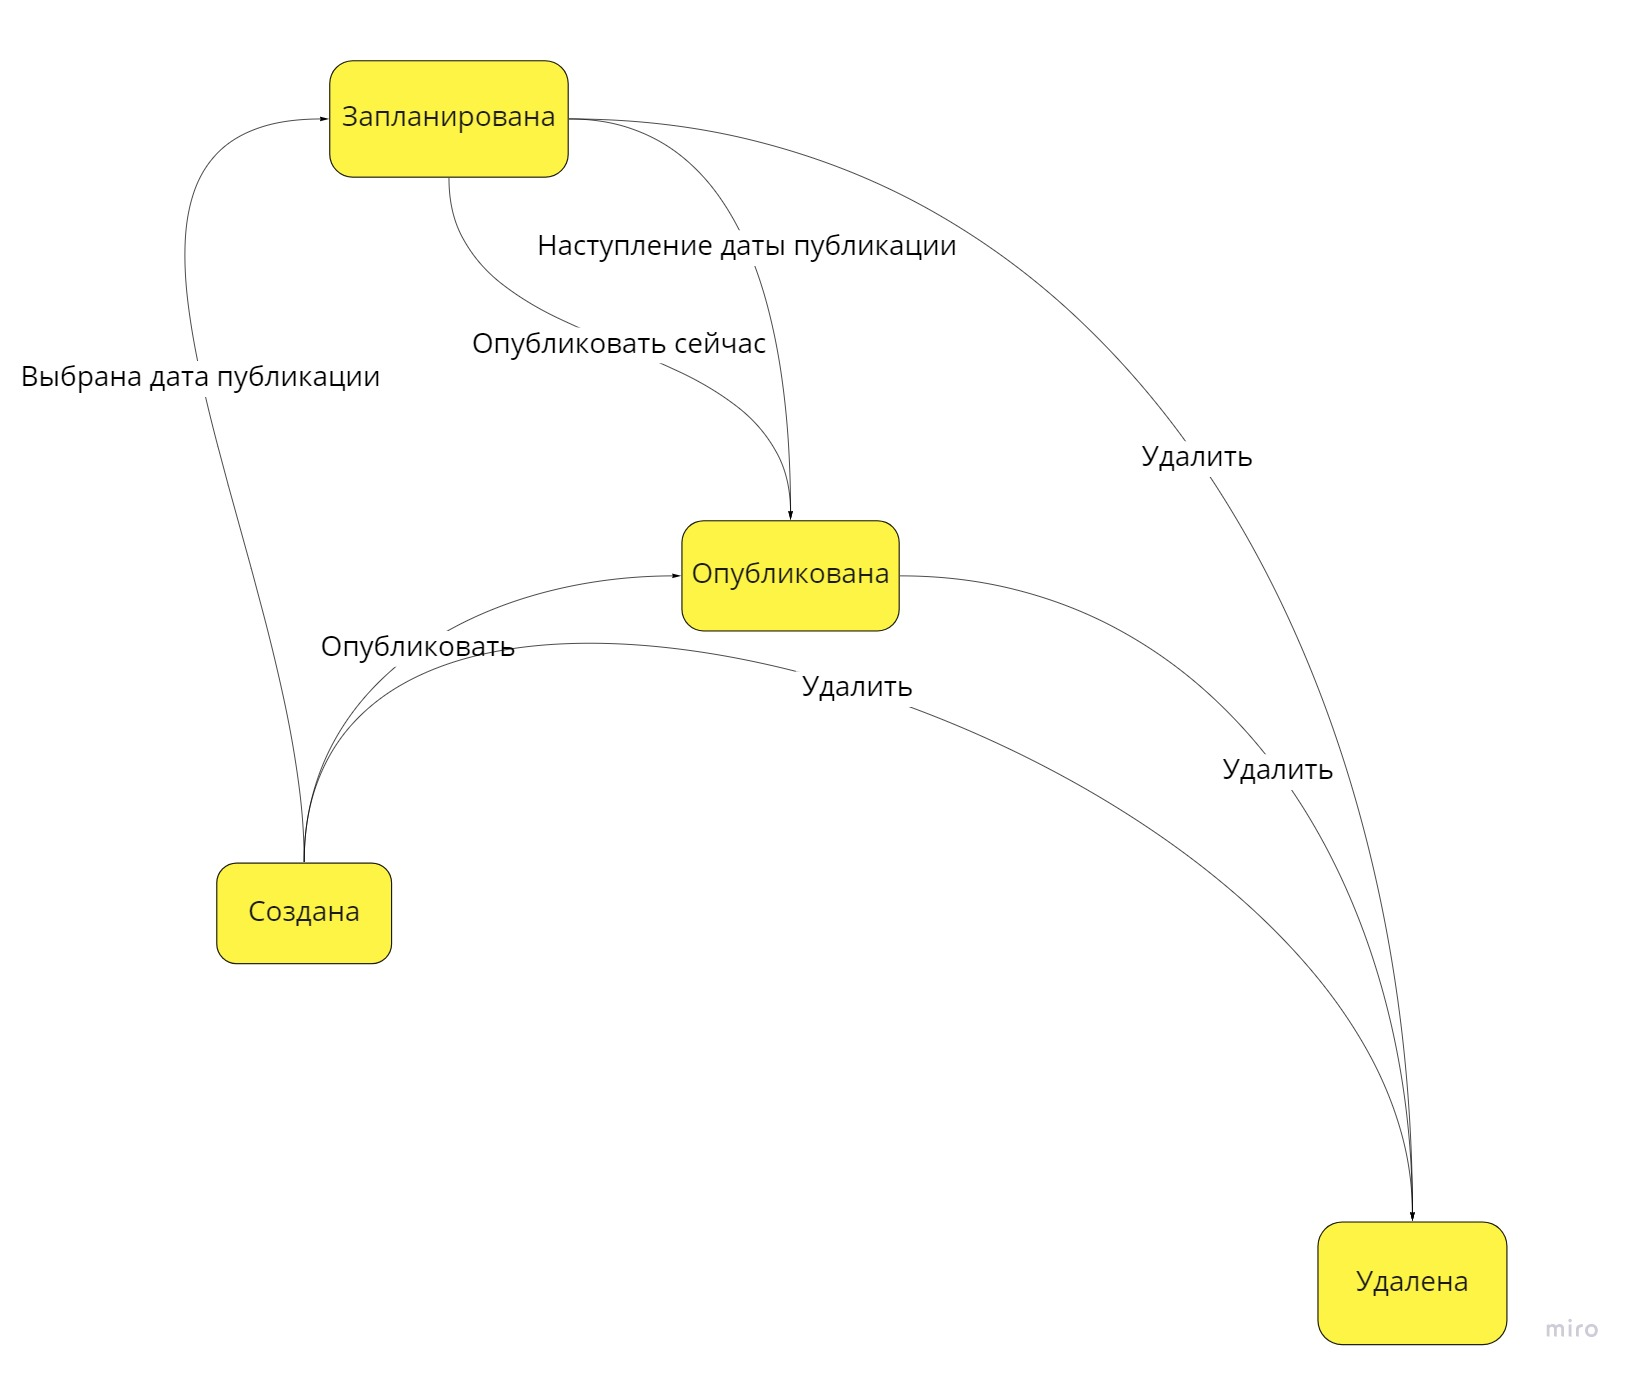 Запланирована
Наступление даты публикации
Опубликовать сейчас
Выбрана дата публикации
Удалить
Опубликована
Опубликовать
Удалить
Удалить
Создана
Удалена
miro